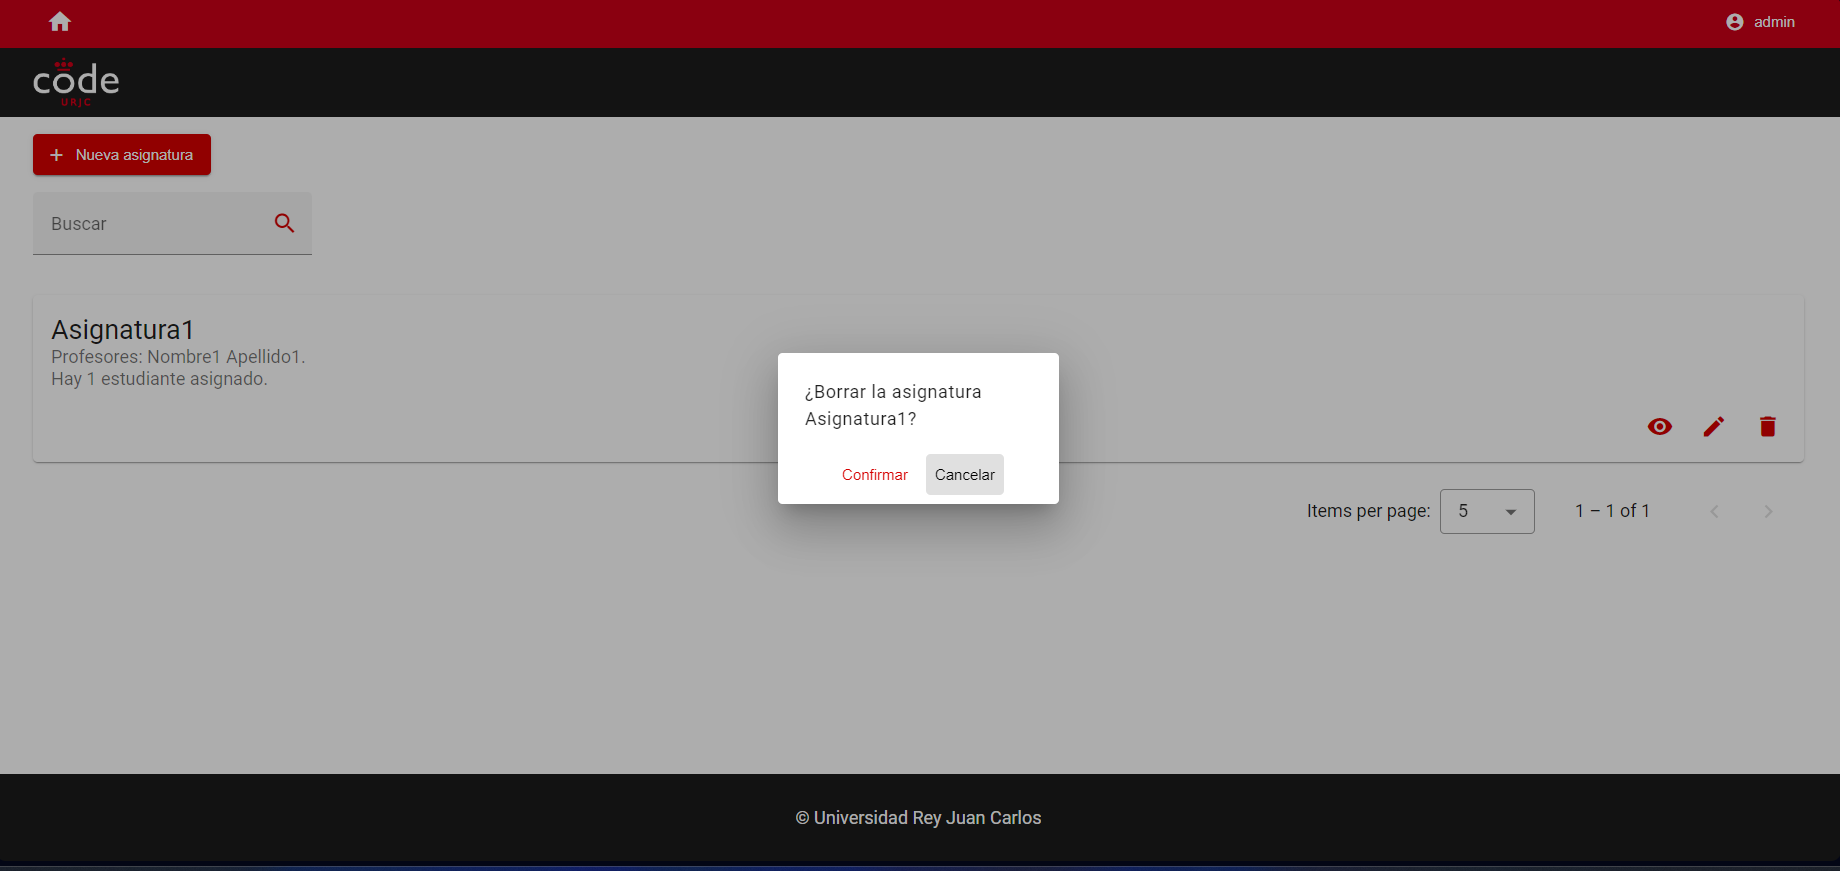 admin
code
URJC
Nueva asignatura
Buscar
Asignatura1
Profesores: Nombre1 Apellido1.
Hay 1 estudiante asignado.
¿Borrar la asignatura
Asignatura1?
Confirmar
Cancelar
Items per page: 5 1 – 1 of 1
© Universidad Rey Juan Carlos